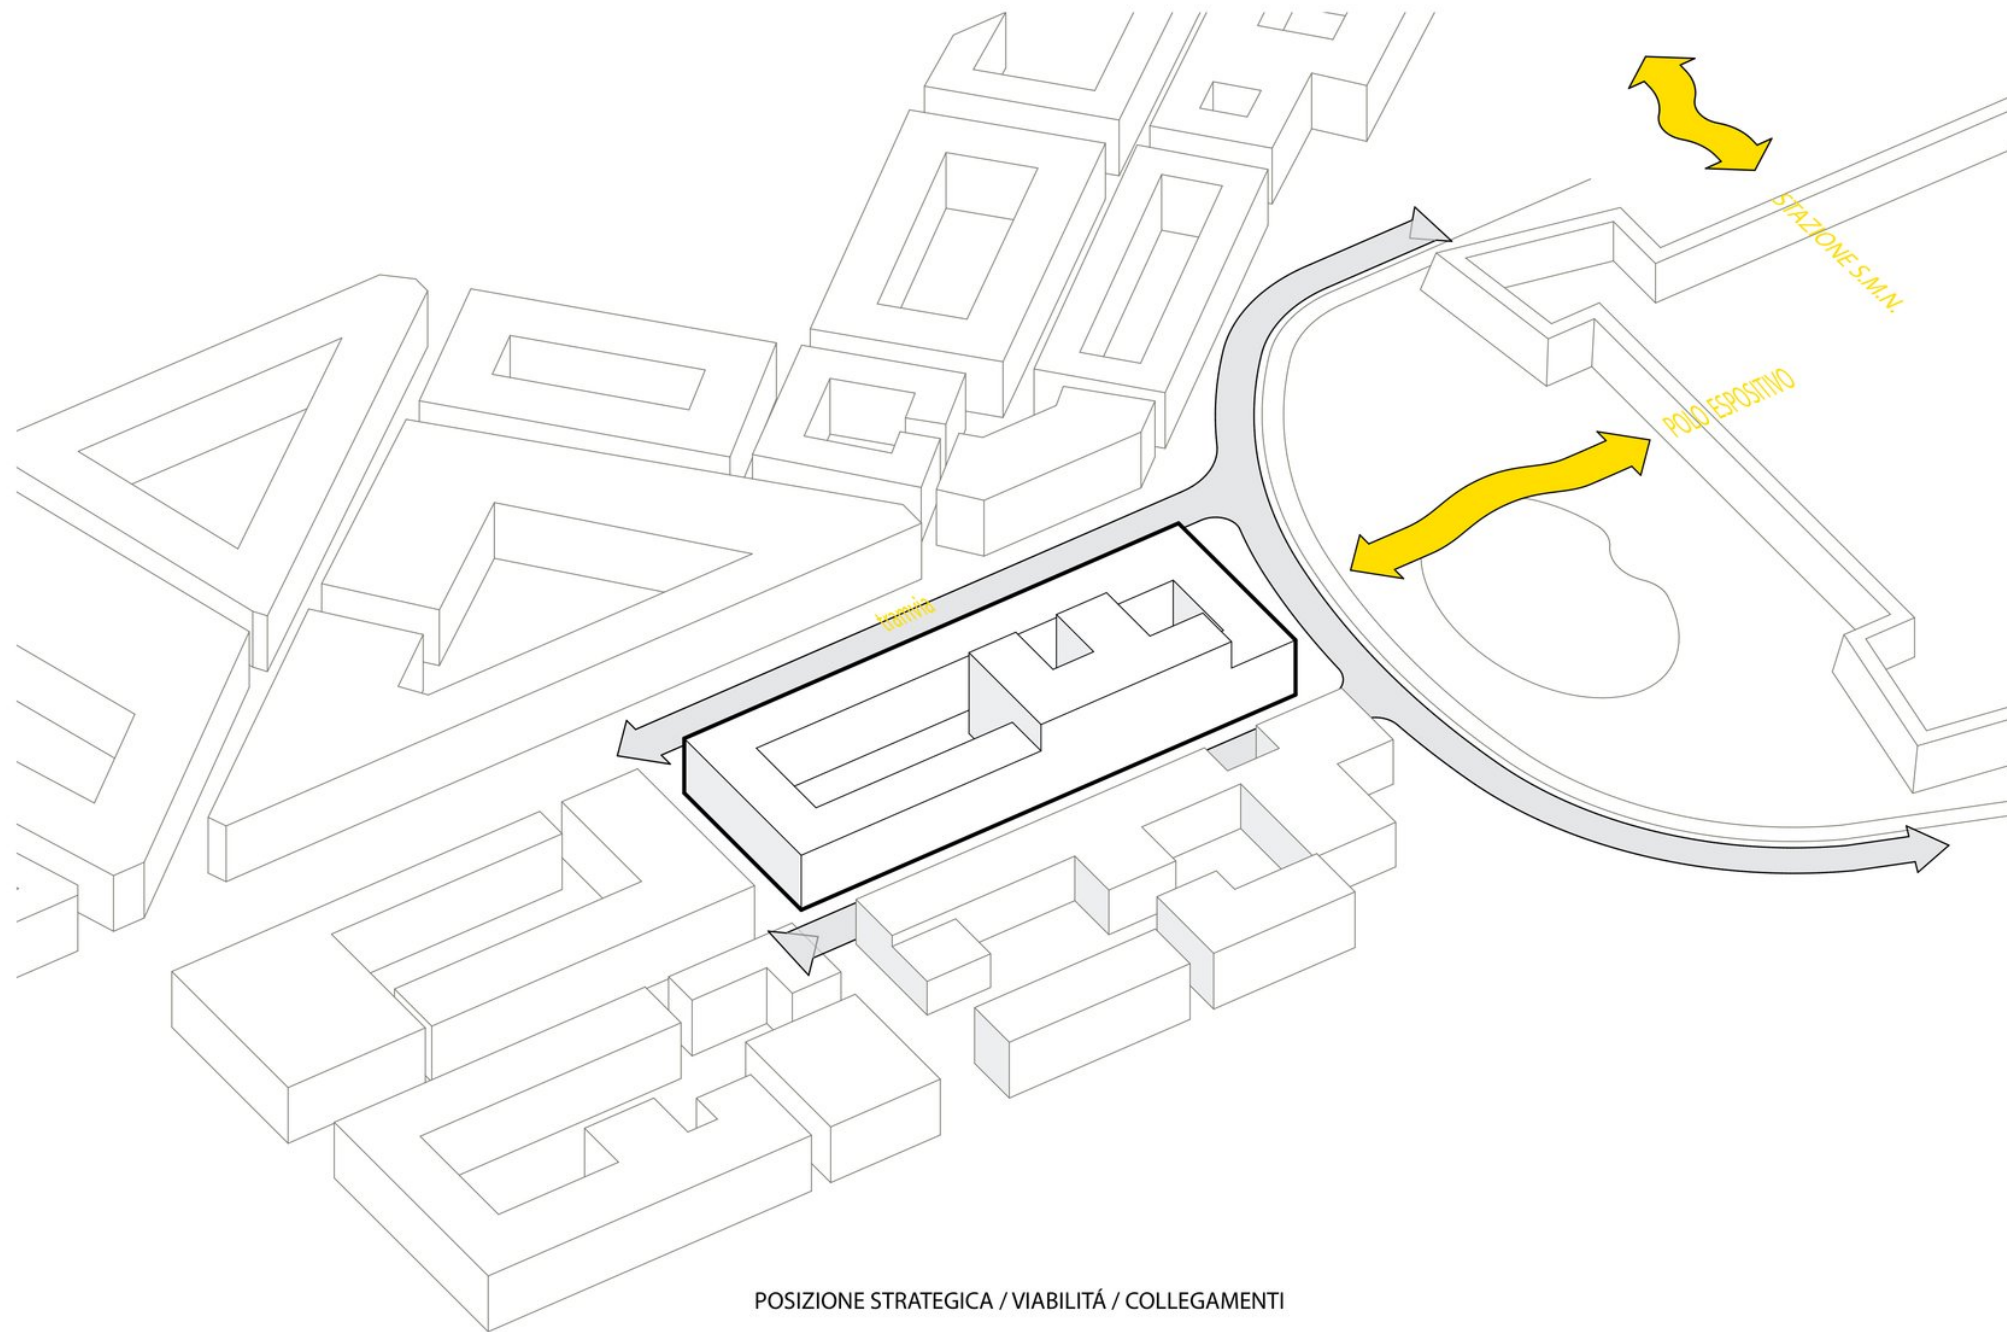 STAZIONE S.M.N.
POLO ESPOSITIVO
tramvia
POSIZIONE STRATEGICA / VIABILITÁ / COLLEGAMENTI